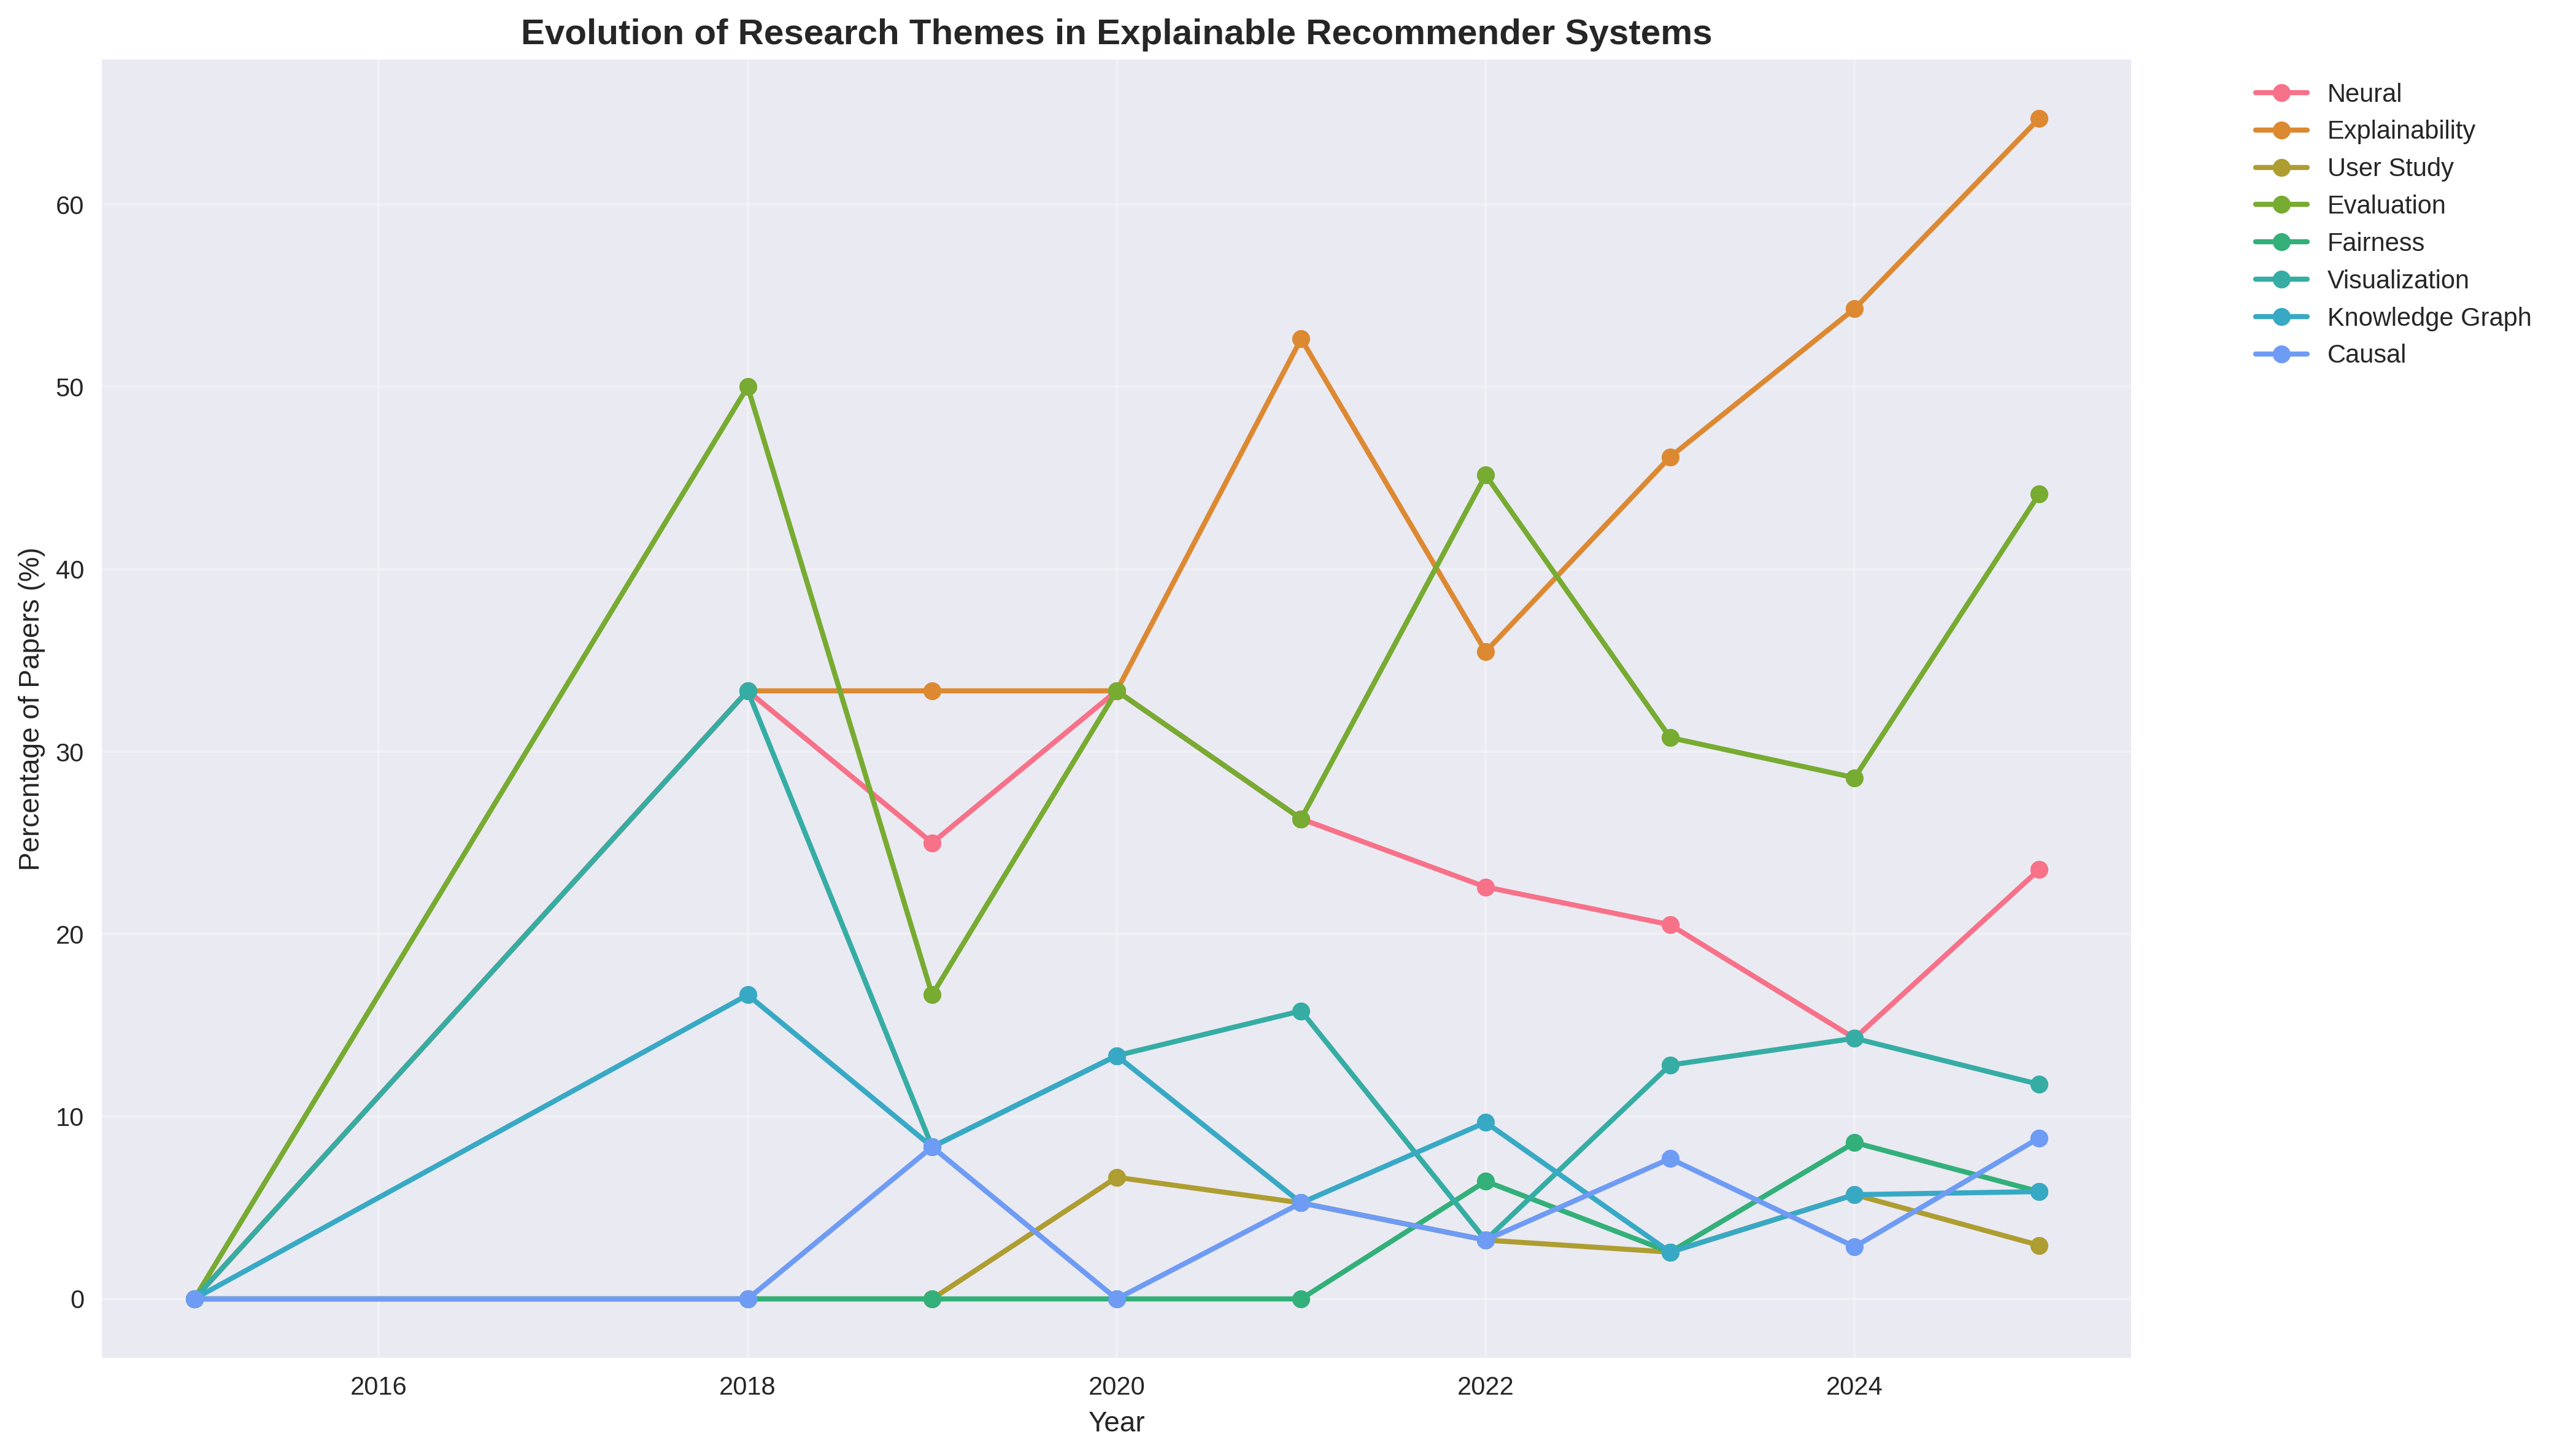 Evolution of Research Themes in Explainable Recommender Systems
Neural
Explainability
User Study
Evaluation
Fairness
Visualization
Knowledge Graph
Causal
Percentage of Papers (%)
60
50
40
30
20
10
0
2016
2018
2020
2022
2024
Year